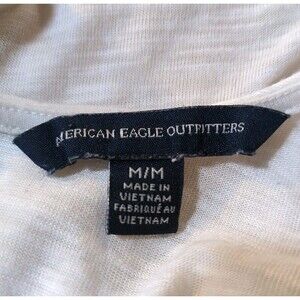 AMERICAN EAGLE OUTFITTERS
M/M
MADE IN
VIETNAM
FABRIQUÉ AU
VIETNAM